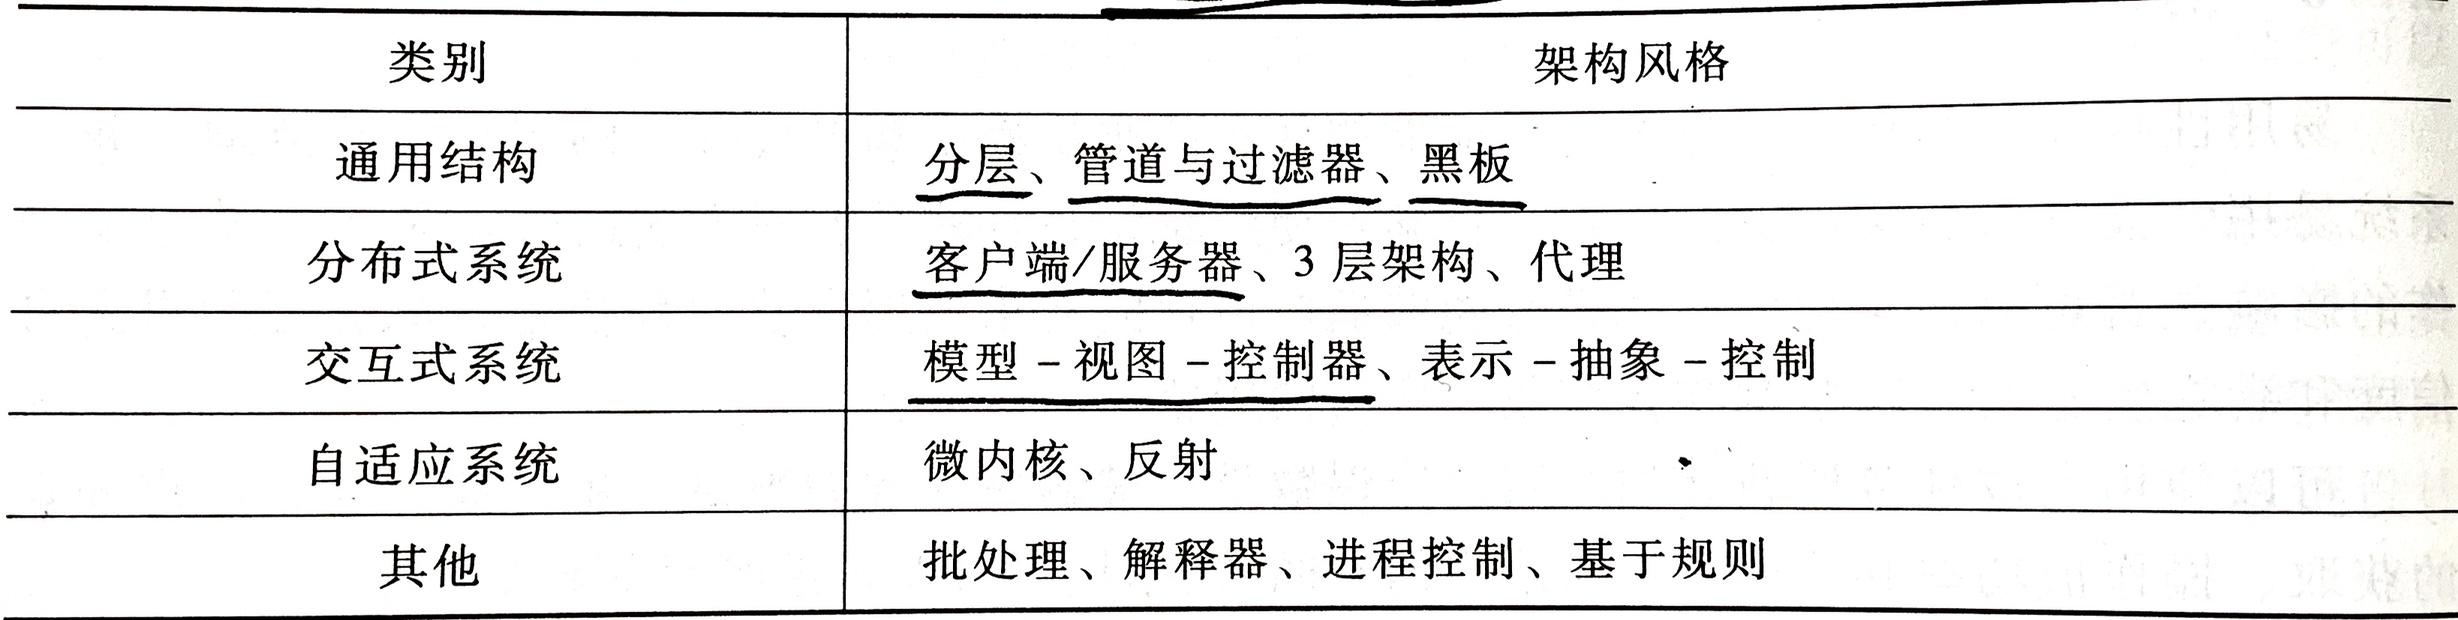 类别 架构风格
通用结构 分层、管道与过滤器、黑板
分布式系统 客户端/服务器、3 层架构、代理
交互式系统 模型 – 视图 – 控制器、表示 – 抽象 – 控制
自适应系统 微内核、反射
其他 批处理、解释器、进程控制、基于规则